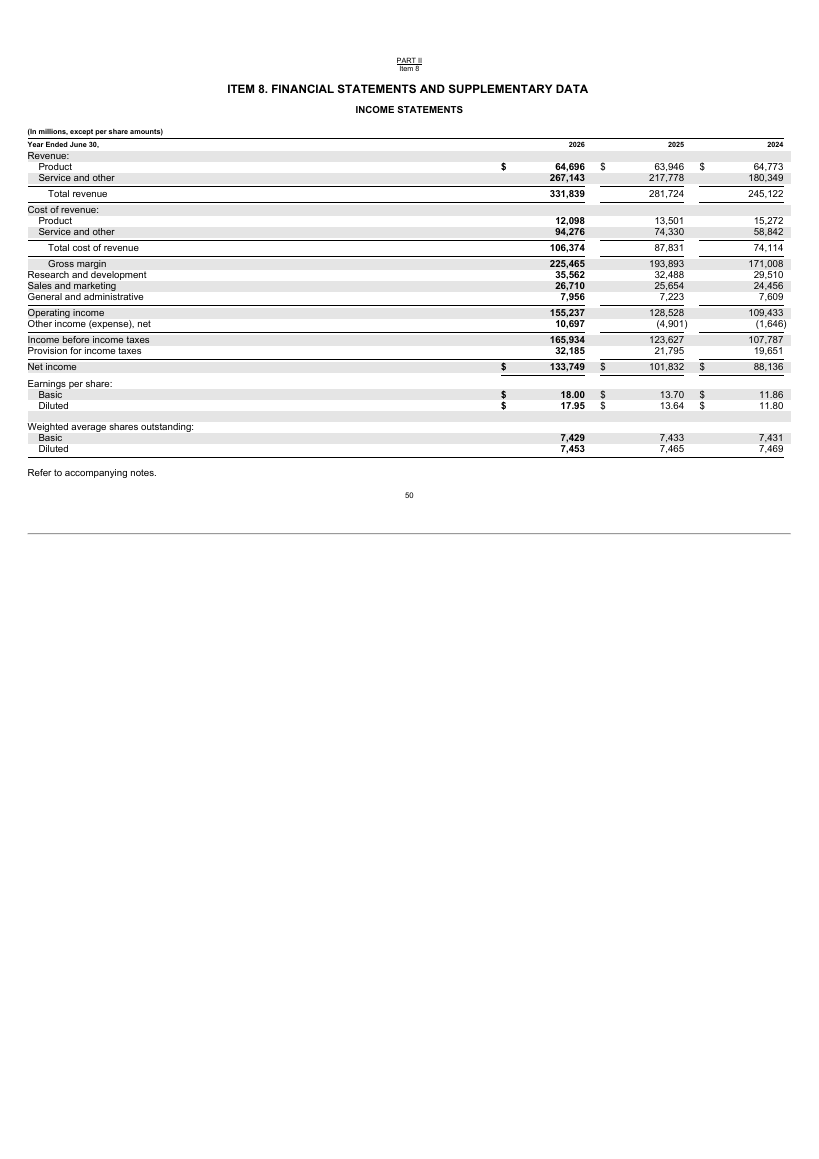 PART II
Item 8
ITEM 8. FINANCIAL STATEMENTS AND SUPPLEMENTARY DATA
INCOME STATEMENTS
(In millions, except per share amounts)
Year Ended June 30, 2026 2025 2024
Revenue:
Product $ 64,696 $ 63,946 $ 64,773
Service and other 267,143 217,778 180,349
Total revenue 331,839 281,724 245,122
Cost of revenue:
Product 12,098 13,501 15,272
Service and other 94,276 74,330 58,842
Total cost of revenue 106,374 87,831 74,114
Gross margin 225,465 193,893 171,008
Research and development 35,562 32,488 29,510
Sales and marketing 26,710 25,654 24,456
General and administrative 7,956 7,223 7,609
Operating income 155,237 128,528 109,433
Other income (expense), net 10,697 (4,901) (1,646)
Income before income taxes 165,934 123,627 107,787
Provision for income taxes 32,185 21,795 19,651
Net income $ 133,749 $ 101,832 $ 88,136
Earnings per share:
Basic $ 18.00 $ 13.70 $ 11.86
Diluted $ 17.95 $ 13.64 $ 11.80
Weighted average shares outstanding:
Basic 7,429 7,433 7,431
Diluted 7,453 7,465 7,469
Refer to accompanying notes.
50